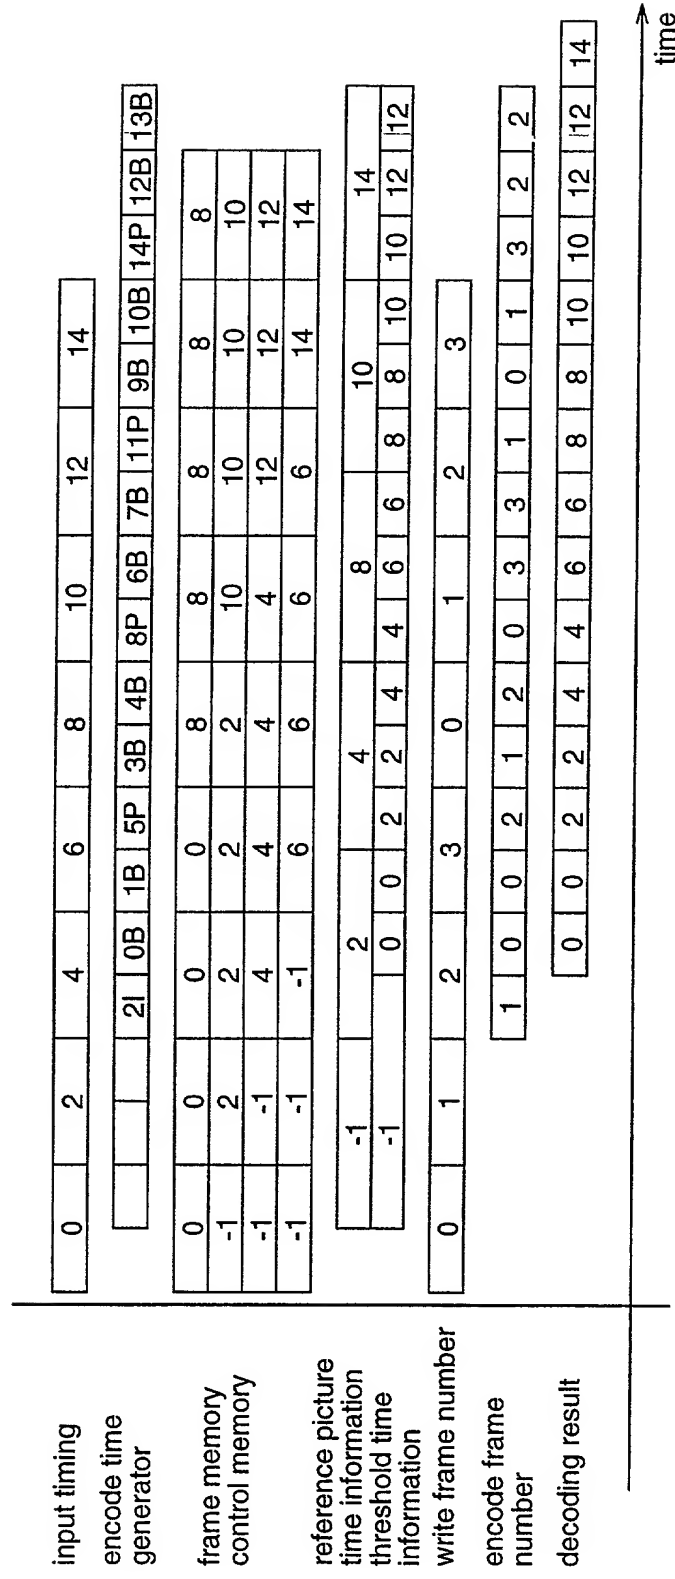 input timing
0 2 4 6 8 10 12 14
encode time
generator
2I 0B 1B 5P 3B 4B 8P 6B 7B 11P 9B 10B 14P 12B 13B
frame memory
control memory
0 0 0 0 8 8 8 8 8
-1 2 2 2 2 10 10 10 10
-1 -1 4 4 4 4 12 12 12
-1 -1 -1 6 6 6 6 14 14
reference picture
time information
-1 2 4 8 10 14
threshold time
information
-1 0 0 2 2 4 4 6 6 8 8 10 10 12 12
write frame number
0 1 2 3 0 1 2 3
encode frame
number
1 0 0 2 1 2 0 3 3 1 0 1 3 2 2
decoding result
0 0 2 2 4 4 6 6 8 8 10 10 12 12 14
time